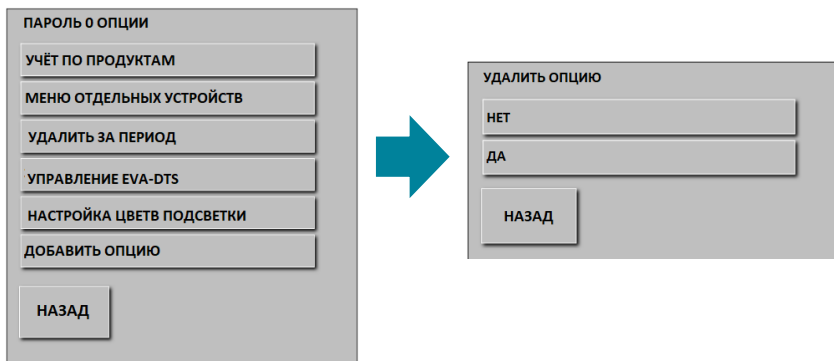 ПАРОЛЬ 0 ОПЦИИ
УЧЁТ ПО ПРОДУКТАМ
МЕНЮ ОТДЕЛЬНЫХ УСТРОЙСТВ
УДАЛИТЬ ЗА ПЕРИОД
УПРАВЛЕНИЕ EVA-DTS
НАСТРОЙКА ЦВЕТВ ПОДСВЕТКИ
ДОБАВИТЬ ОПЦИЮ
НАЗАД
УДАЛИТЬ ОПЦИЮ
НЕТ
ДА
НАЗАД